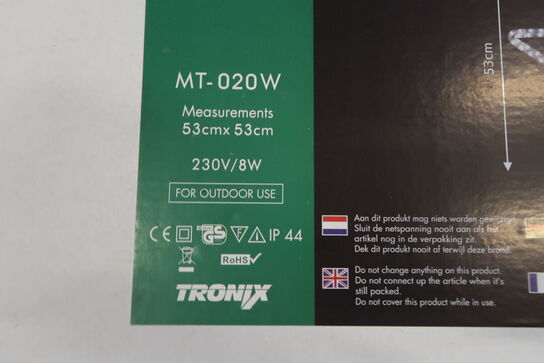 MT-020W
Measurements
53cmx 53cm
230V/8W
FOR OUTDOOR USE
CE GS F IP 44
RoHS
TRONIX
53cm
Aan dit produkt mag niets worden gewijzigd.
Sluit de netspanning nooit aan als het
artikel nog in de verpakking zit.
Dek dit produkt nooit of terwijl deze brand.
Do not change anything on this product.
Do not connect up the article when it's
still packed.
Do not cover this product while in use.